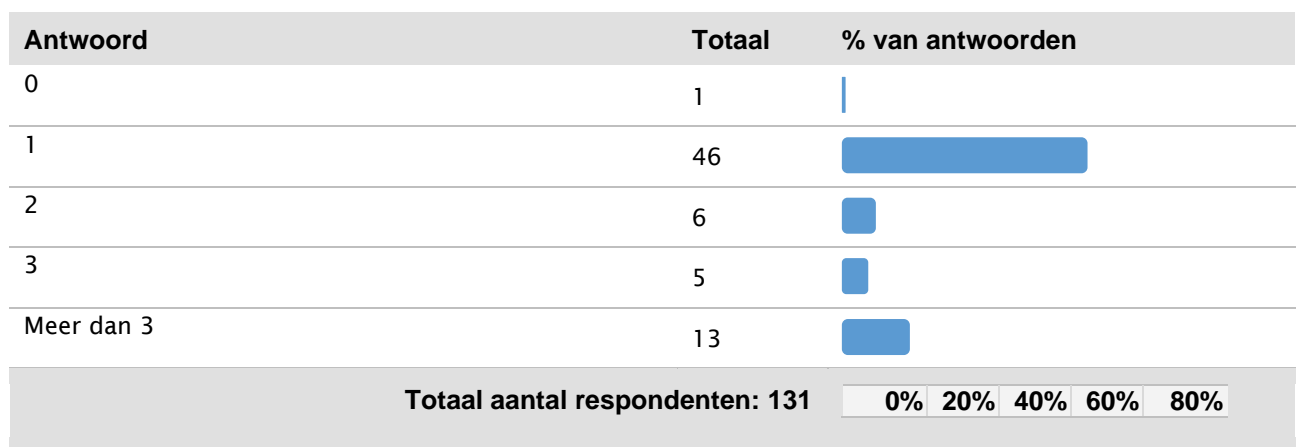 Antwoord Totaal % van antwoorden
0 1
1 46
2 6
3 5
Meer dan 3 13
Totaal aantal respondenten: 131 0% 20% 40% 60% 80%